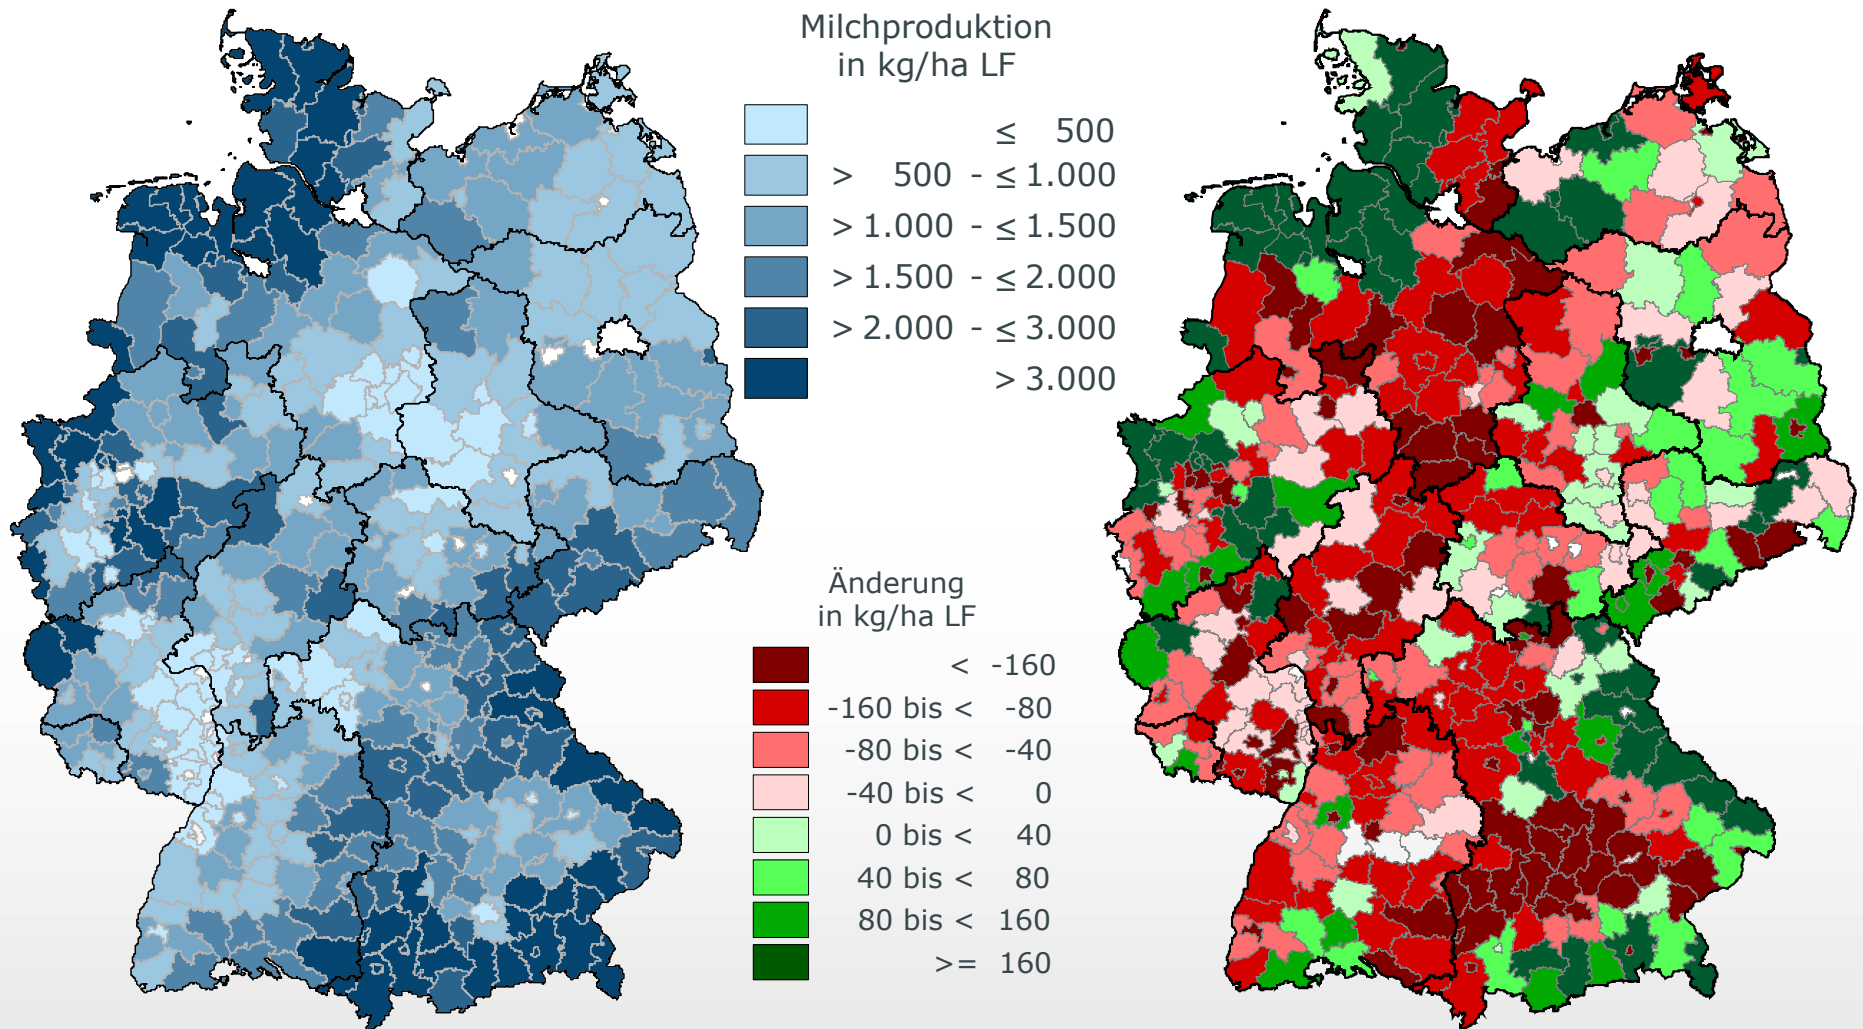 Milchproduktion
in kg/ha LF
≤ 500
> 500 - ≤ 1.000
> 1.000 - ≤ 1.500
> 1.500 - ≤ 2.000
> 2.000 - ≤ 3.000
> 3.000
Änderung
in kg/ha LF
< -160
-160 bis < -80
-80 bis < -40
-40 bis < 0
0 bis < 40
40 bis < 80
80 bis < 160
>= 160